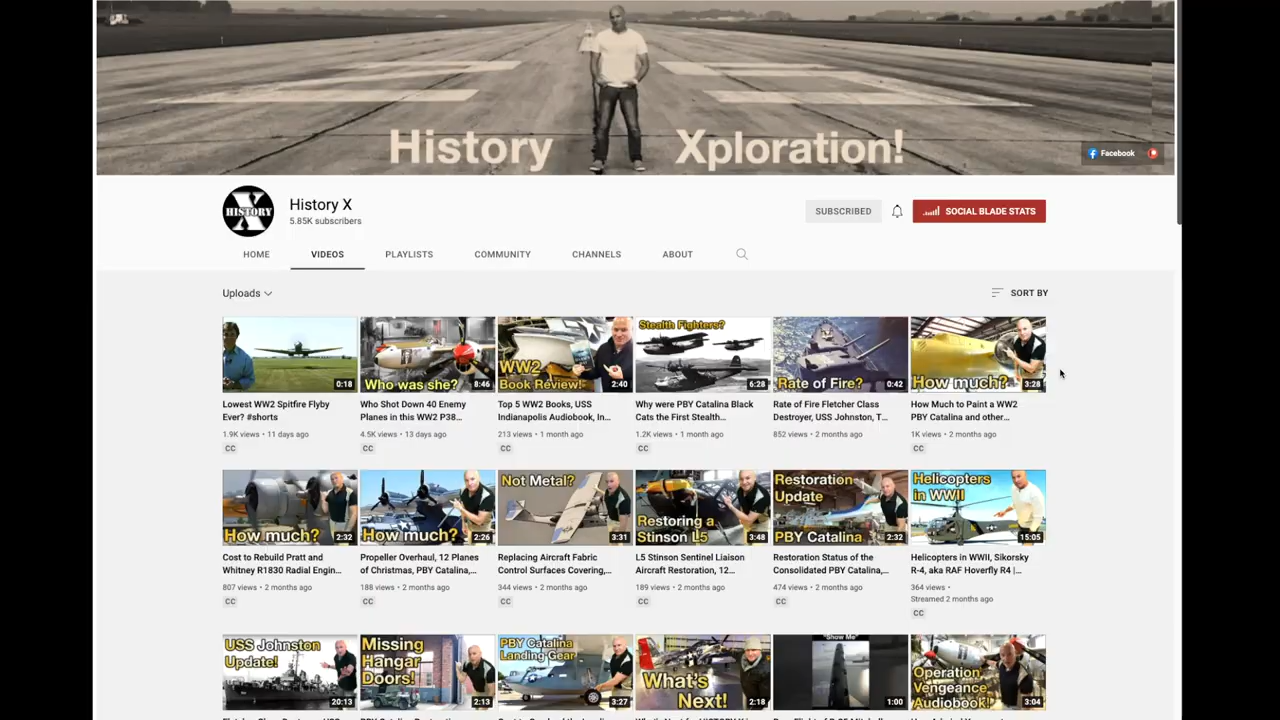 History Xploration!
Facebook
HISTORY X
History X
5.85K subscribers
SUBSCRIBED
SOCIAL BLADE STATS
HOME VIDEOS PLAYLISTS COMMUNITY CHANNELS ABOUT
Uploads
SORT BY
0:18
Lowest WW2 Spitfire Flyby
Ever? #shorts
1.9K views • 11 days ago
CC
Who was she?
8:46
Who Shot Down 40 Enemy
Planes in this WW2 P38...
4.5K views • 13 days ago
CC
WW2
Book Review!
2:40
Top 5 WW2 Books, USS
Indianapolis Audiobook, In...
213 views • 1 month ago
CC
Stealth Fighters?
6:28
Why were PBY Catalina Black
Cats the First Stealth...
1.2K views • 1 month ago
CC
Rate of Fire?
0:42
Rate of Fire Fletcher Class
Destroyer, USS Johnston, T...
852 views • 2 months ago
How much?
3:28
How Much to Paint a WW2
PBY Catalina and other...
1K views • 2 months ago
CC
How much?
2:32
Cost to Rebuild Pratt and
Whitney R1830 Radial Engin...
807 views • 2 months ago
CC
How much?
2:26
Propeller Overhaul, 12 Planes
of Christmas, PBY Catalina,...
188 views • 2 months ago
CC
Not Metal?
3:31
Replacing Aircraft Fabric
Control Surfaces Covering,...
344 views • 2 months ago
CC
Restoring a
Stinson L5
3:48
L5 Stinson Sentinel Liaison
Aircraft Restoration, 12...
189 views • 2 months ago
CC
Restoration
Update
PBY Catalina
2:32
Restoration Status of the
Consolidated PBY Catalina,...
474 views • 2 months ago
CC
Helicopters
in WWII
15:05
Helicopters in WWII, Sikorsky
R-4, aka RAF Hoverfly R4 |...
364 views •
Streamed 2 months ago
CC
USS Johnston
Update!
20:13
Missing
Hangar
Doors!
2:13
PBY Catalina
Landing Gear
3:27
What's
Next!
2:18
"Show Me"
1:00
Operation
Vengeance
Audiobook!
3:04